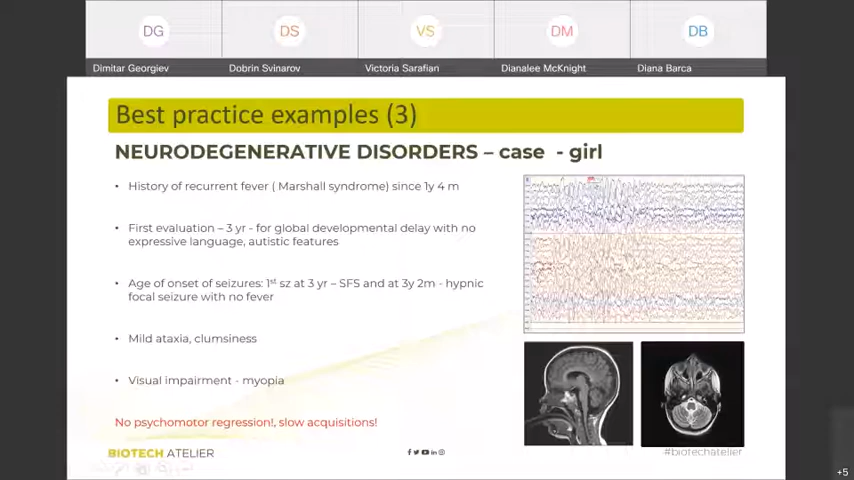 DG
DS
VS
DM
DB
Dimitar Georgiev
Dobrin Svinarov
Victoria Sarafian
Dianalee McKnight
Diana Barca
Best practice examples (3)
NEURODEGENERATIVE DISORDERS – case - girl
• History of recurrent fever ( Marshall syndrome) since 1y 4 m
• First evaluation – 3 yr - for global developmental delay with no
expressive language, autistic features
• Age of onset of seizures: 1st sz at 3 yr – SFS and at 3y 2m - hypnic
focal seizure with no fever
• Mild ataxia, clumsiness
• Visual impairment - myopia
No psychomotor regression!, slow acquisitions!
BIOTECH ATELIER
#biotechatelier
+5